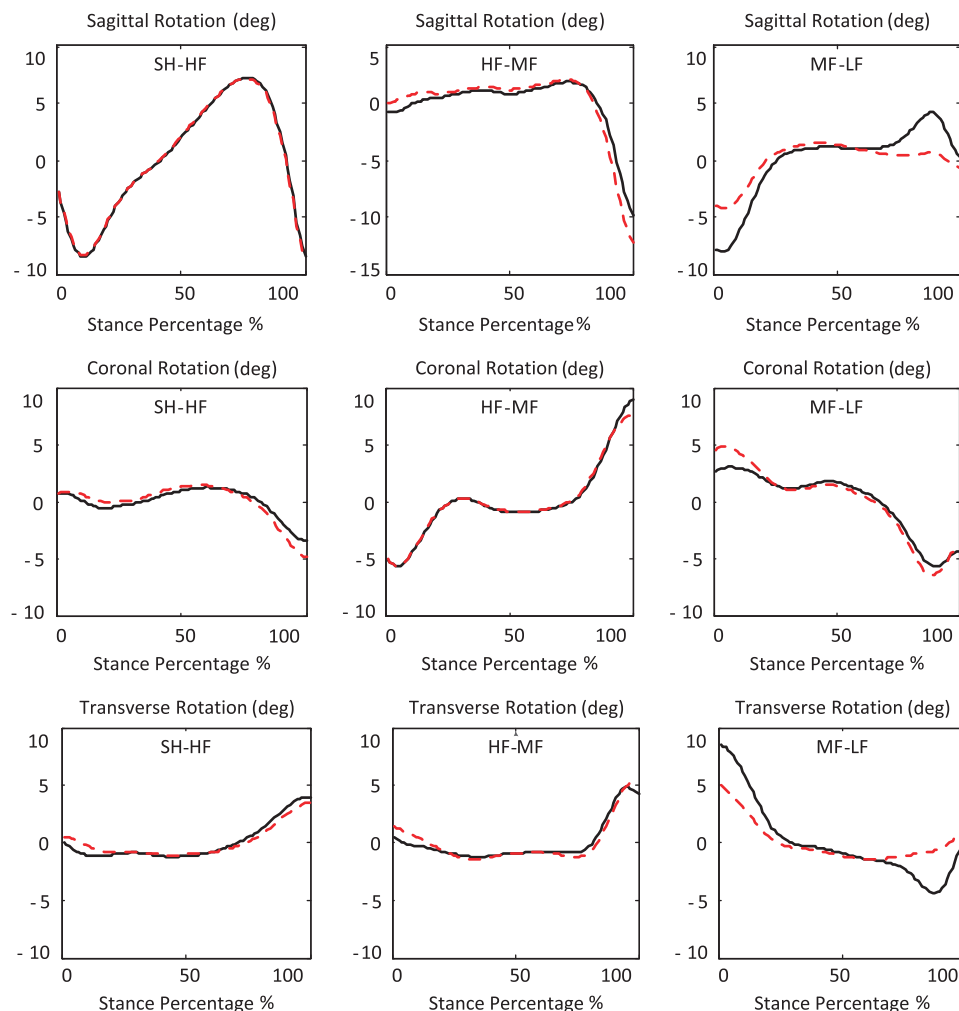 Sagittal Rotation (deg)
Sagittal Rotation (deg)
Sagittal Rotation (deg)
10
5
0
- 5
- 10
SH-HF
0
50
100
Stance Percentage %
5
0
- 5
- 10
- 15
HF-MF
0
50
100
Stance Percentage%
10
5
0
- 5
- 10
MF-LF
0
50
100
Stance Percentage %
Coronal Rotation (deg)
Coronal Rotation (deg)
Coronal Rotation (deg)
10
5
0
- 5
- 10
SH-HF
0
50
100
Stance Percentage %
10
5
0
- 5
- 10
HF-MF
0
50
100
Stance Percentage %
10
5
0
- 5
- 10
MF-LF
0
50
100
Stance Percentage %
Transverse Rotation (deg)
Transverse Rotation (deg)
Transverse Rotation (deg)
10
5
0
- 5
- 10
SH-HF
0
50
100
Stance Percentage %
10
5
0
- 5
- 10
HF-MF
0
50
100
Stance Percentage %
10
5
0
- 5
- 10
MF-LF
0
50
100
Stance Percentage %